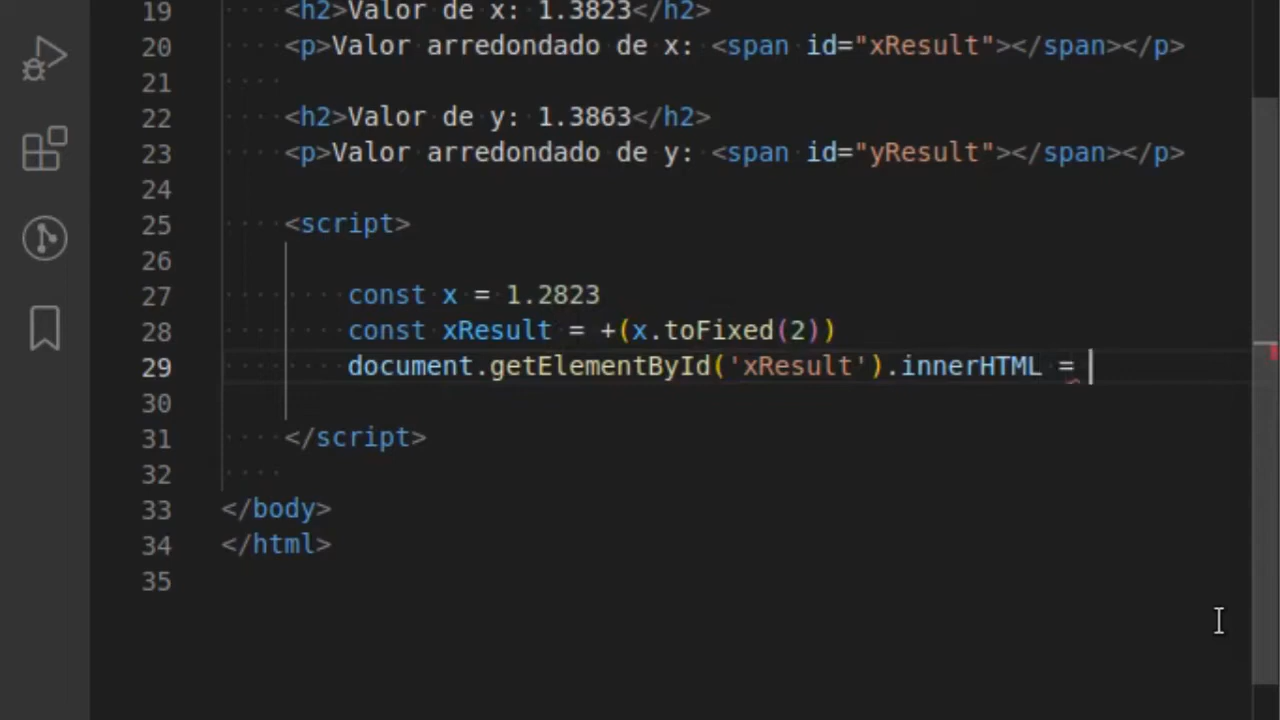 19 <h2>Valor de x: 1.3823</h2>
20 <p>Valor arredondado de x: <span id="xResult"></span></p>
21
22 <h2>Valor de y: 1.3863</h2>
23 <p>Valor arredondado de y: <span id="yResult"></span></p>
24
25 <script>
26
27 const x = 1.2823
28 const xResult = +(x.toFixed(2))
29 document.getElementById('xResult').innerHTML =
30
31 </script>
32
33 </body>
34 </html>
35